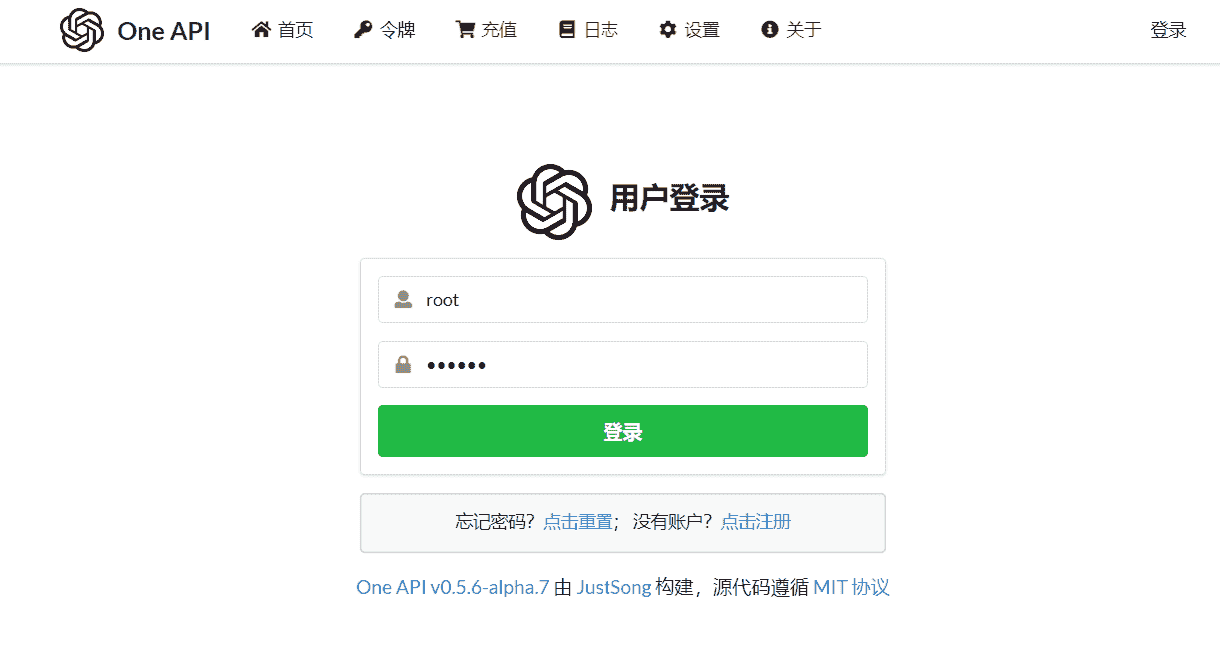 One API 首页 令牌 充值 日志 设置 关于 登录
用户登录
root
••••••
登录
忘记密码？点击重置； 没有账户？点击注册
One API v0.5.6-alpha.7 由 JustSong 构建，源代码遵循 MIT 协议